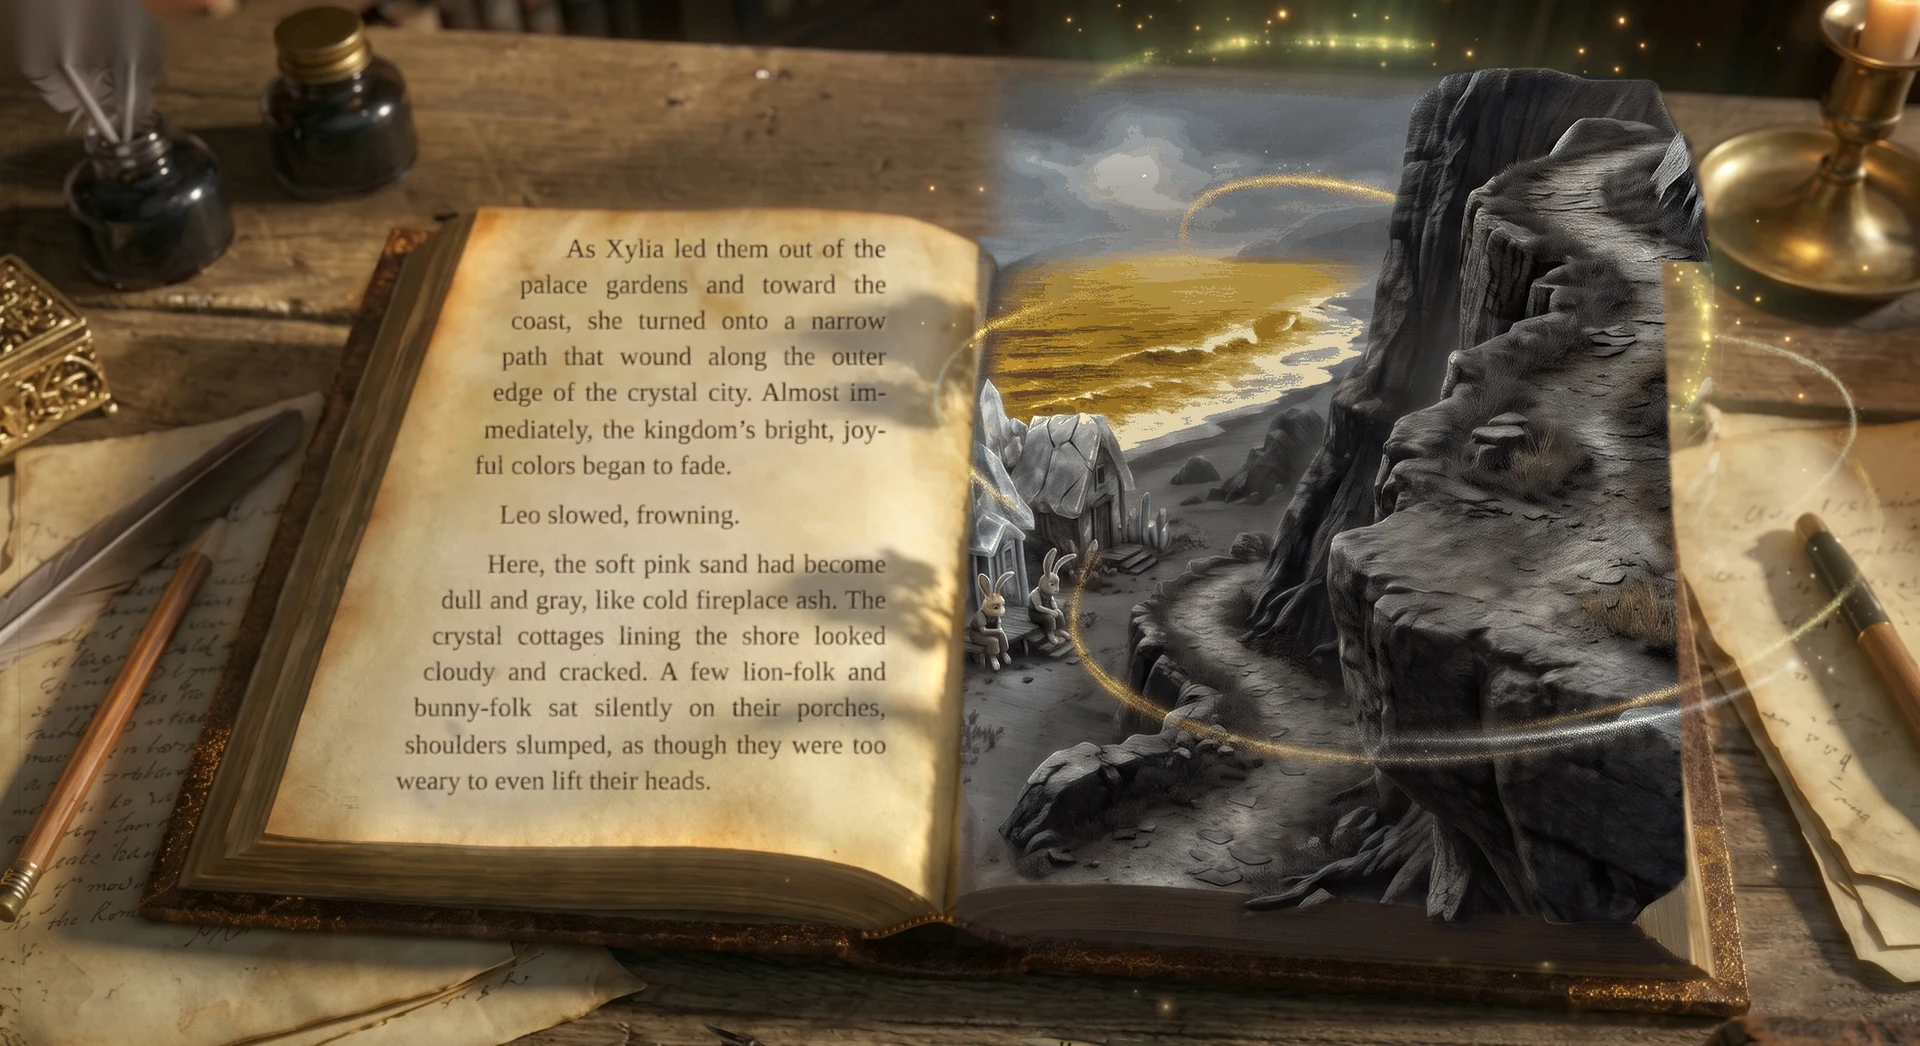 As Xylia led them out of the
palace gardens and toward the
coast, she turned onto a narrow
path that wound along the outer
edge of the crystal city. Almost im-
mediately, the kingdom’s bright, joy-
ful colors began to fade.
Leo slowed, frowning.
Here, the soft pink sand had become
dull and gray, like cold fireplace ash. The
crystal cottages lining the shore looked
cloudy and cracked. A few lion-folk and
bunny-folk sat silently on their porches,
shoulders slumped, as though they were too
weary to even lift their heads.